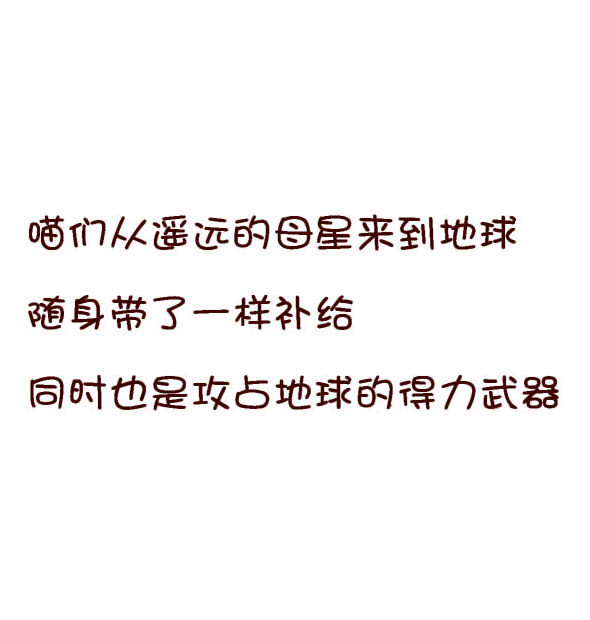 喵们从遥远的母星来到地球
随身带了一样补给
同时也是攻占地球的得力武器